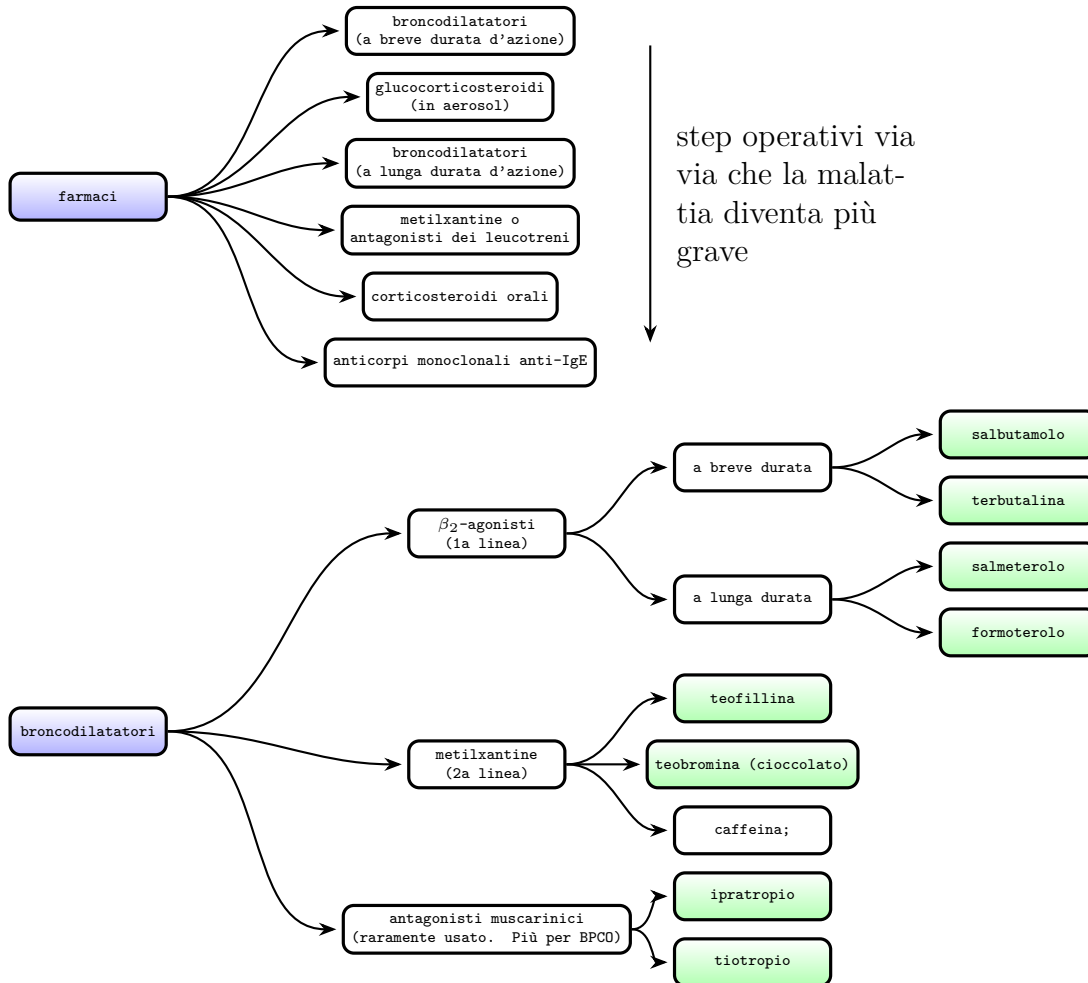 broncodilatatori
(a breve durata d'azione)
glucocorticosteroidi
(in aerosol)
broncodilatatori
(a lunga durata d'azione)
farmaci
metilxantine o
antagonisti dei leucotreni
corticosteroidi orali
anticorpi monoclonali anti-IgE
step operativi via
via che la malat-
tia diventa più
grave
broncodilatatori
β2-agonisti
(1a linea)
a breve durata
salbutamolo
terbutalina
a lunga durata
salmeterolo
formoterolo
metilxantine
(2a linea)
teofillina
teobromina (cioccolato)
caffeina;
antagonisti muscarinici
(raramente usato. Più per BPCO)
ipratropio
tiotropio